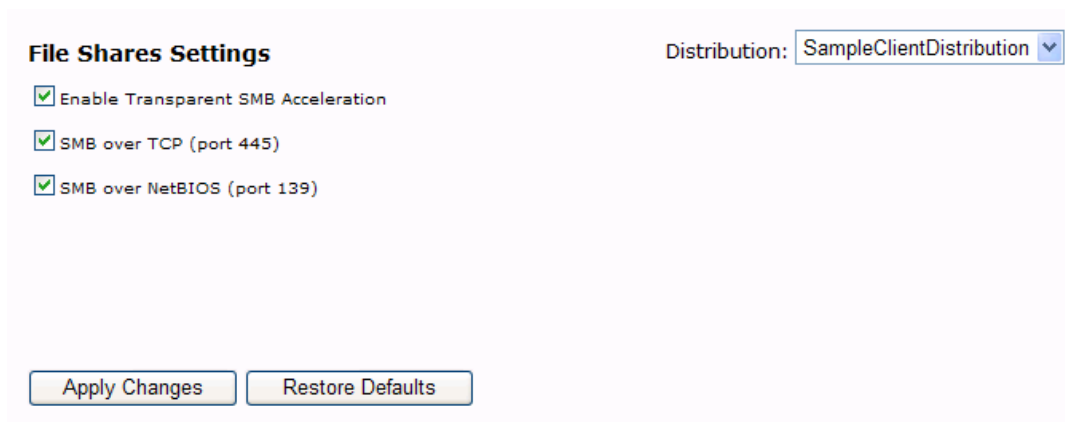 File Shares Settings
Distribution: SampleClientDistribution
Enable Transparent SMB Acceleration
SMB over TCP (port 445)
SMB over NetBIOS (port 139)
Apply Changes
Restore Defaults